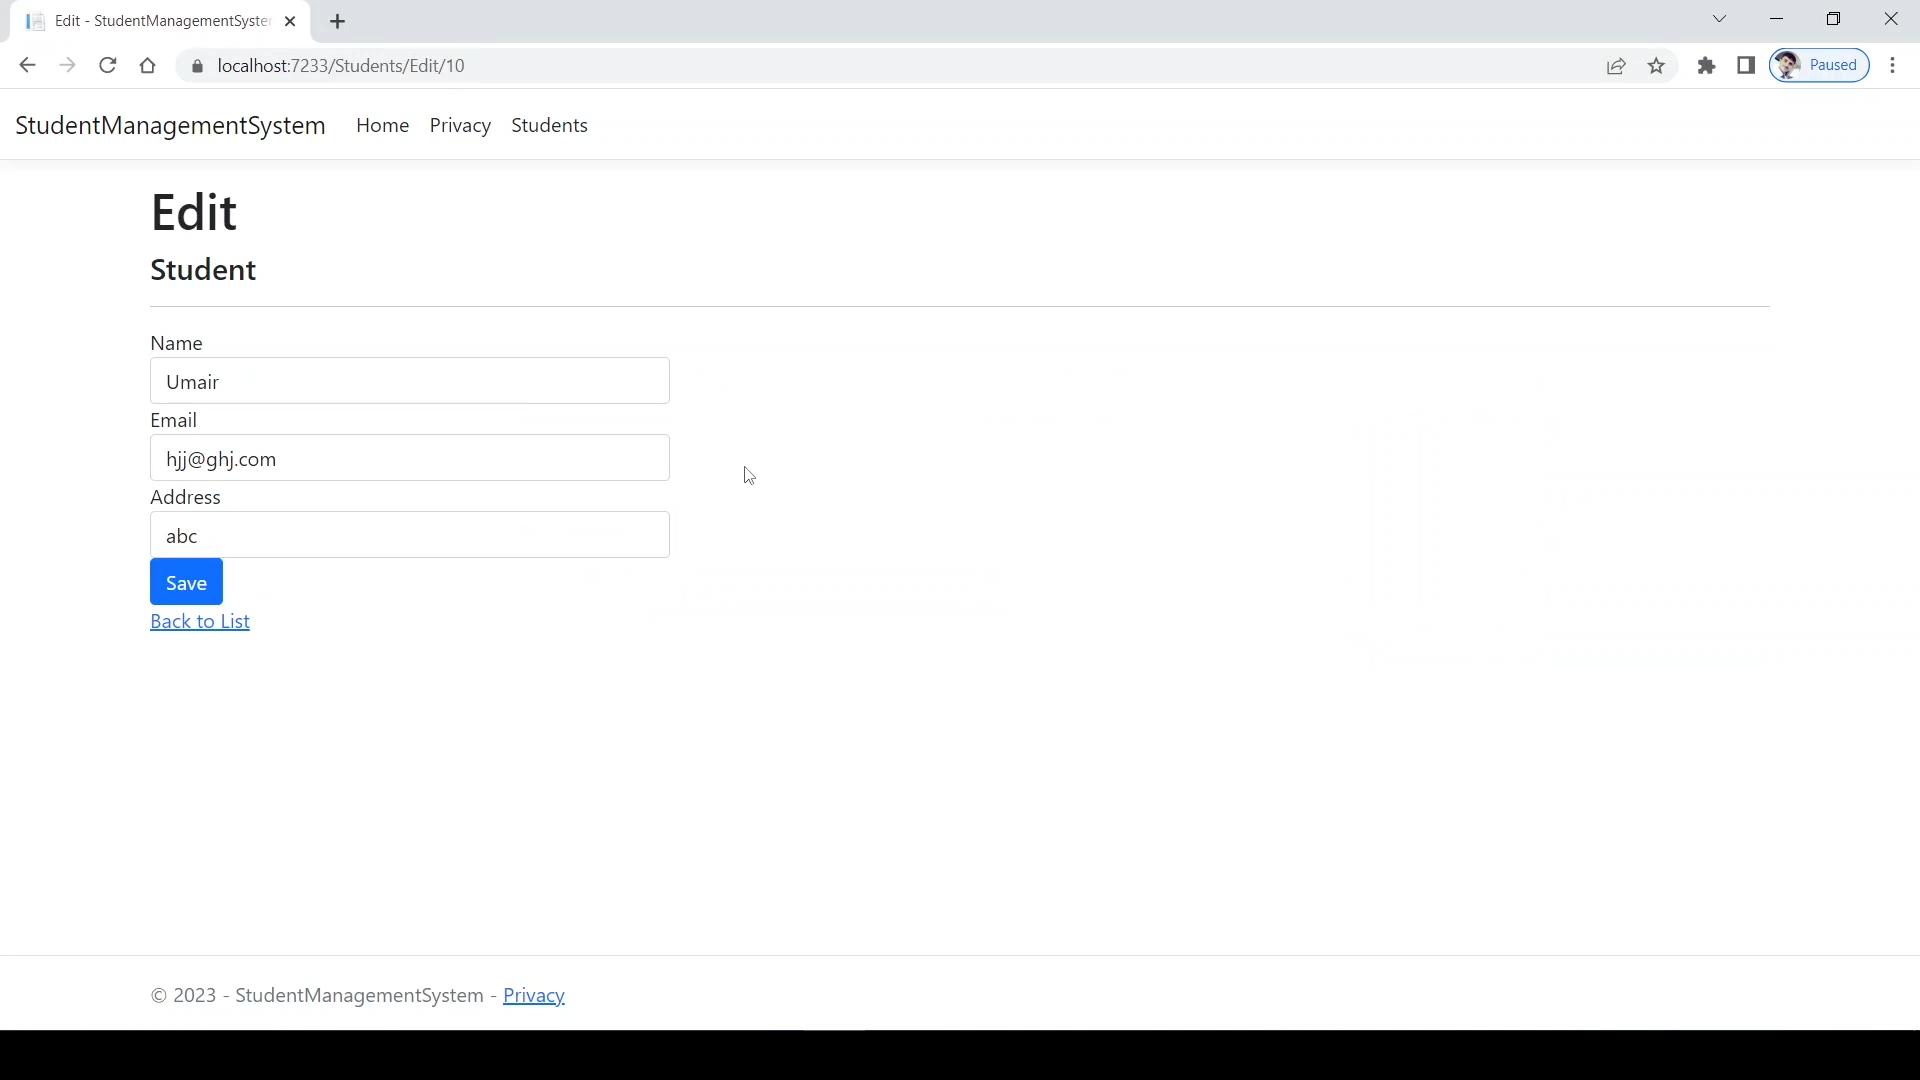 Edit - StudentManagementSyste
localhost:7233/Students/Edit/10
Paused
StudentManagementSystem Home Privacy Students
Edit
Student
Name
Umair
Email
hjj@ghj.com
Address
abc
Save
Back to List
© 2023 - StudentManagementSystem - Privacy